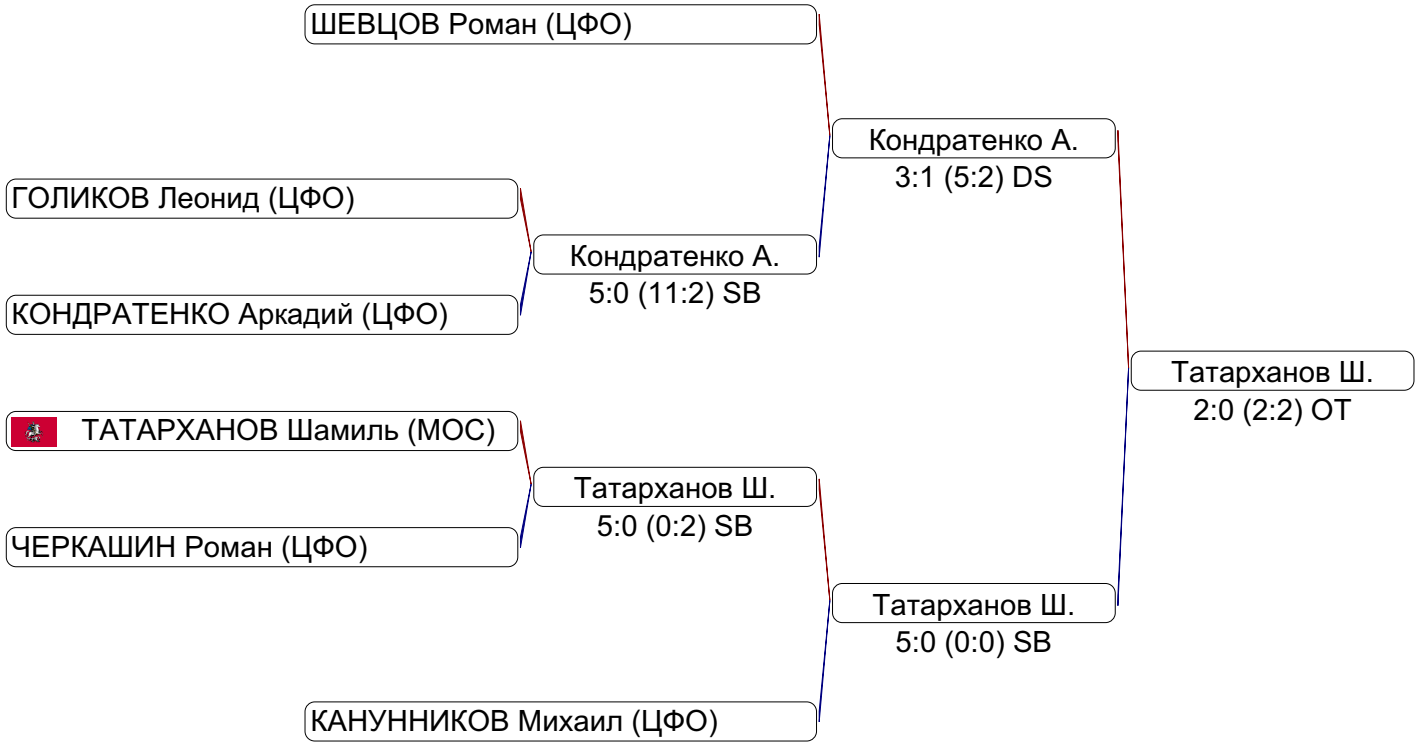 ШЕВЦОВ Роман (ЦФО)
Кондратенко А.
3:1 (5:2) DS
ГОЛИКОВ Леонид (ЦФО)
Кондратенко А.
5:0 (11:2) SB
КОНДРАТЕНКО Аркадий (ЦФО)
Татарханов Ш.
2:0 (2:2) OT
ТАТАРХАНОВ Шамиль (МОС)
Татарханов Ш.
5:0 (0:2) SB
ЧЕРКАШИН Роман (ЦФО)
Татарханов Ш.
5:0 (0:0) SB
КАНУННИКОВ Михаил (ЦФО)